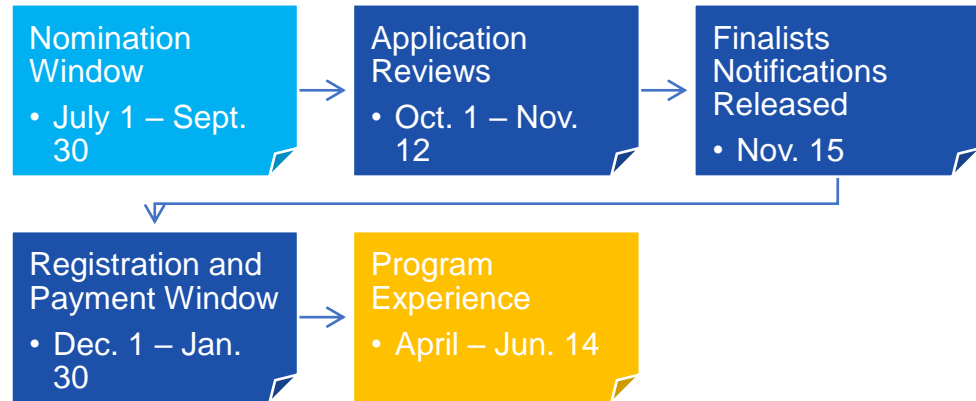 Nomination
Window
• July 1 – Sept.
30
Application
Reviews
• Oct. 1 – Nov.
12
Finalists
Notifications
Released
• Nov. 15
Registration and
Payment Window
• Dec. 1 – Jan.
30
Program
Experience
• April – Jun. 14